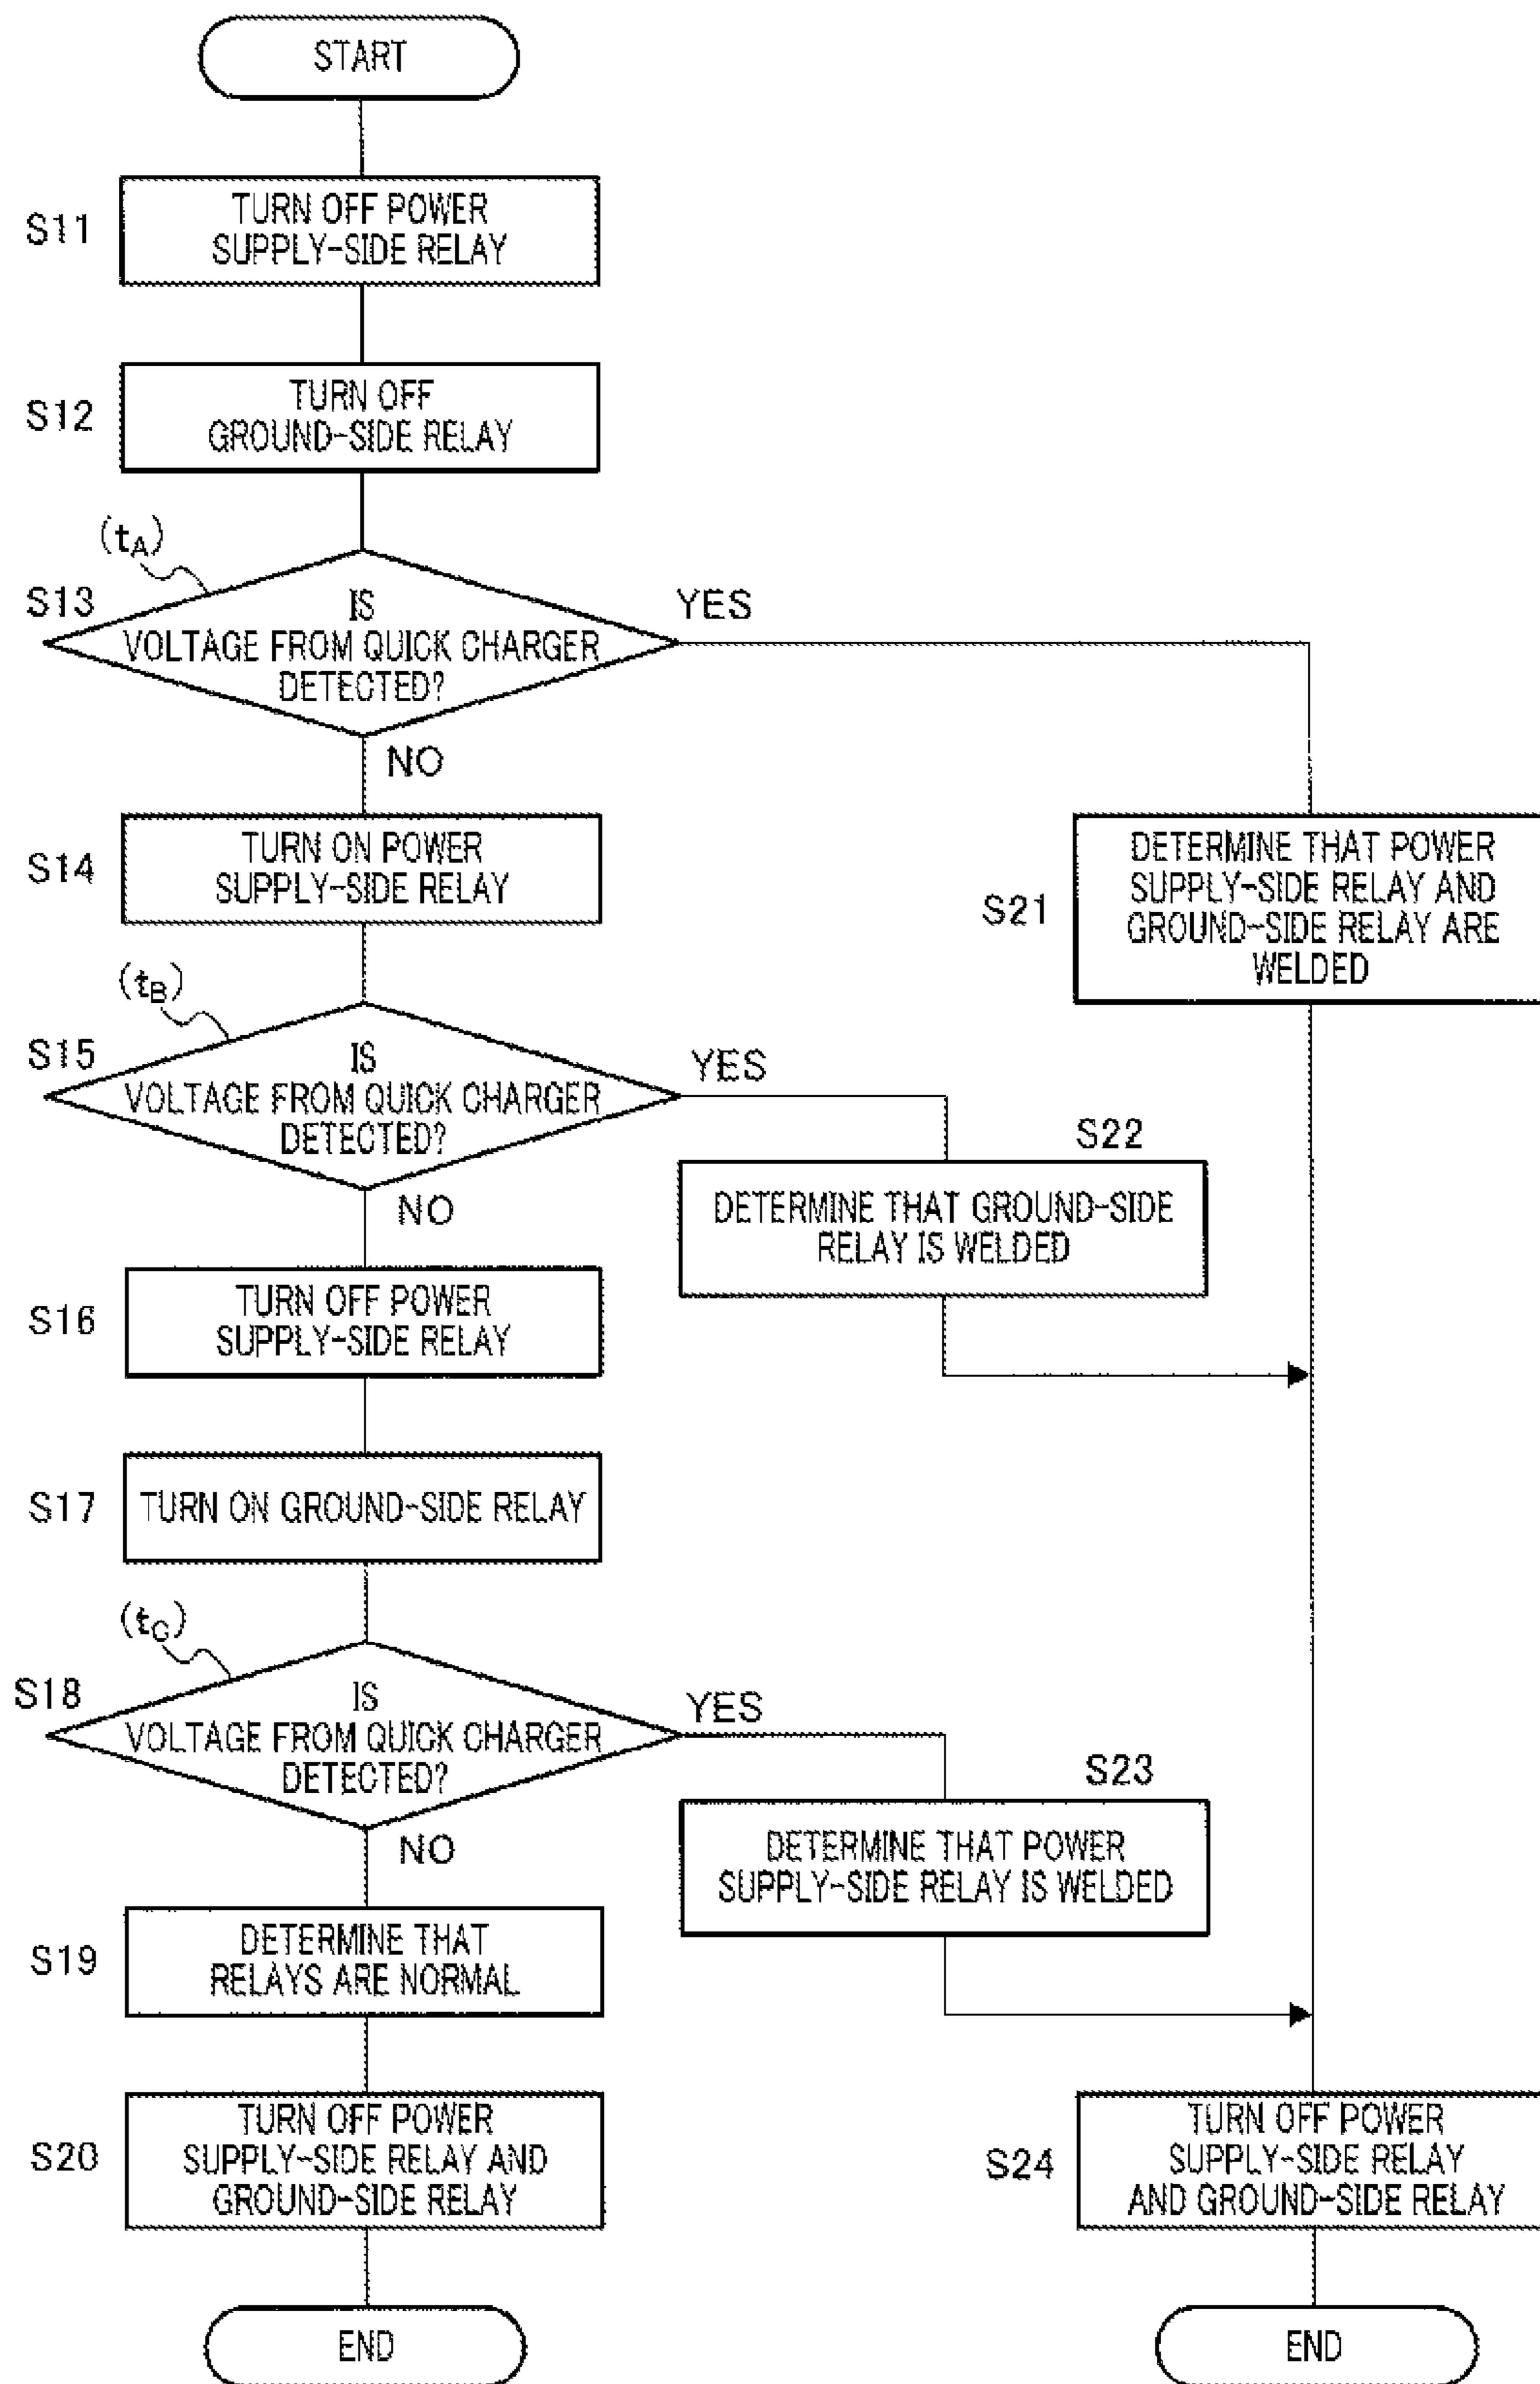 START
S11
TURN OFF POWER
SUPPLY-SIDE RELAY
S12
TURN OFF
GROUND-SIDE RELAY
(tA)
S13
IS
VOLTAGE FROM QUICK CHARGER
DETECTED?
YES
NO
S14
TURN ON POWER
SUPPLY-SIDE RELAY
S21
DETERMINE THAT POWER
SUPPLY-SIDE RELAY AND
GROUND-SIDE RELAY ARE
WELDED
(tB)
S15
IS
VOLTAGE FROM QUICK CHARGER
DETECTED?
YES
NO
S22
DETERMINE THAT GROUND-SIDE
RELAY IS WELDED
S16
TURN OFF POWER
SUPPLY-SIDE RELAY
S17
TURN ON GROUND-SIDE RELAY
(tC)
S18
IS
VOLTAGE FROM QUICK CHARGER
DETECTED?
YES
NO
S23
DETERMINE THAT POWER
SUPPLY-SIDE RELAY IS WELDED
S19
DETERMINE THAT
RELAYS ARE NORMAL
S20
TURN OFF POWER
SUPPLY-SIDE RELAY AND
GROUND-SIDE RELAY
S24
TURN OFF POWER
SUPPLY-SIDE RELAY
AND GROUND-SIDE RELAY
END
END